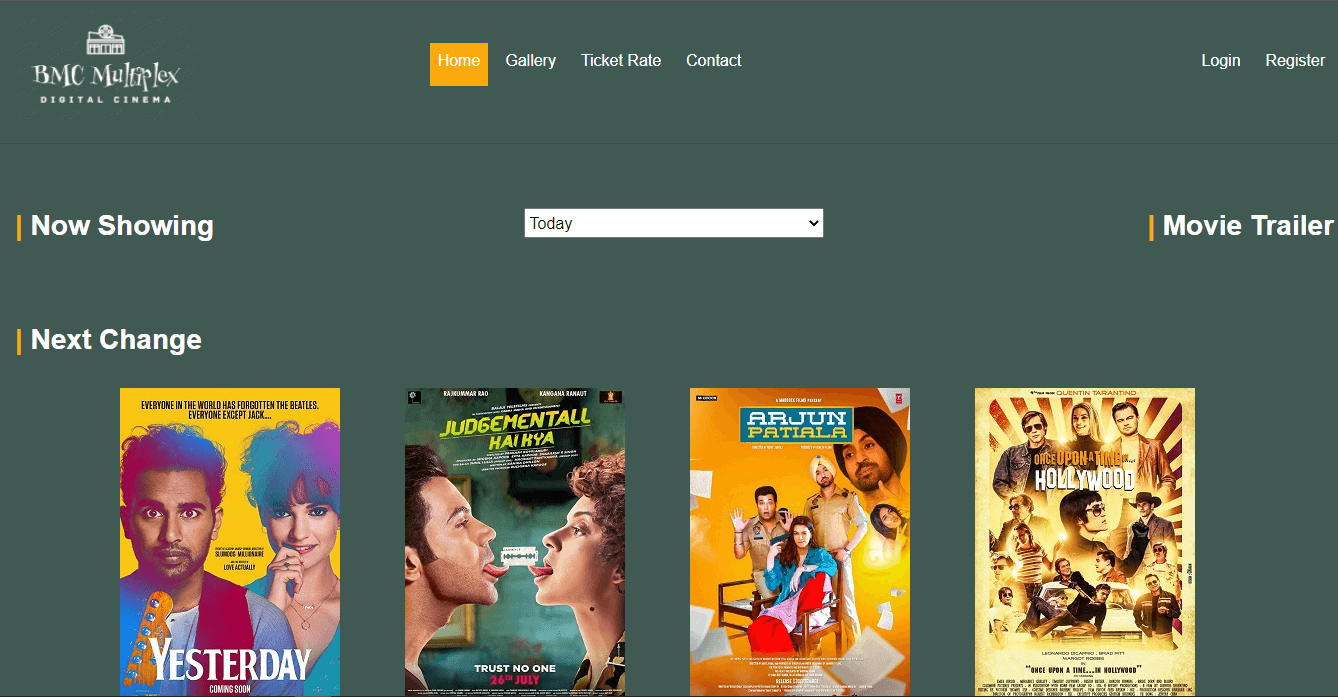 BMC Multiplex
DIGITAL CINEMA
Home
Gallery
Ticket Rate
Contact
Login
Register
| Now Showing
Today
| Movie Trailer
| Next Change
EVERYONE IN THE WORLD HAS FORGOTTEN THE BEATLES.
EVERYONE EXCEPT JACK...
SLUMDOG MILLIONAIRE
LOVE ACTUALLY
YESTERDAY
COMING SOON
RAJKUMMAR RAO
KANGANA RANAUT
JUDGEMENTALL
HAI KYA
TRUST NO ONE
26TH JULY
ARJUN
PATIALA
QUENTIN TARANTINO
ONCE UPON A TIME IN...
HOLLYWOOD
LEONARDO DICAPRIO BRAD PITT
MARGOT ROBBIE
IN
"ONCE UPON A TIME...IN HOLLYWOOD"